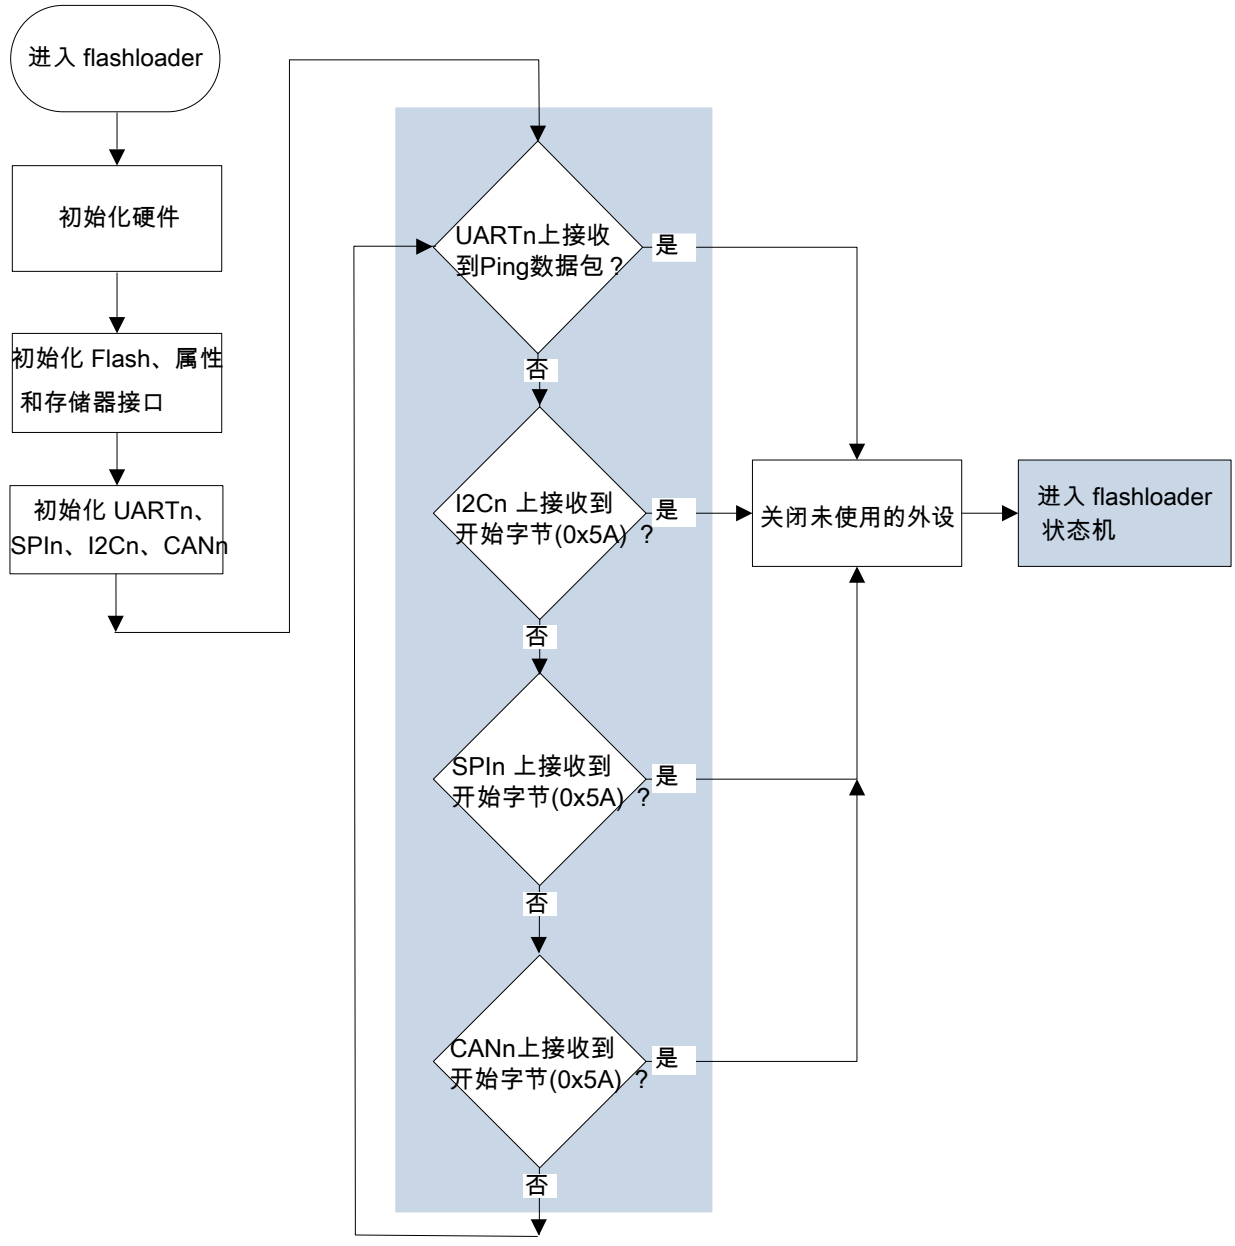 进入 flashloader
初始化硬件
初始化 Flash、属性
和存储器接口
初始化 UARTn、
SPIn、I2Cn、CANn
UARTn上接收
到Ping数据包？
是
否
I2Cn 上接收到
开始字节(0x5A) ？
是
否
SPIn 上接收到
开始字节(0x5A) ？
是
否
CANn上接收到
开始字节(0x5A) ？
是
否
关闭未使用的外设
进入 flashloader
状态机